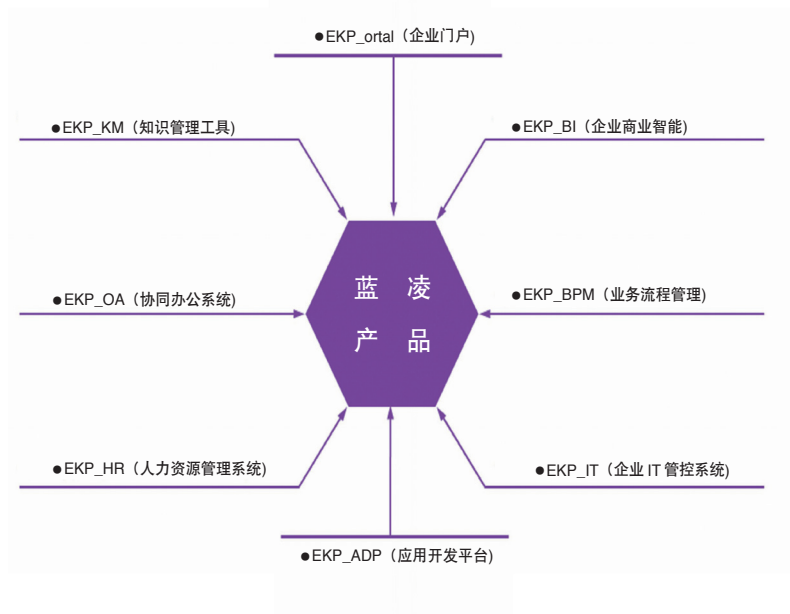 ●EKP_ortal（企业门户)
●EKP_KM（知识管理工具)
●EKP_BI（企业商业智能)
蓝 凌
产 品
●EKP_OA（协同办公系统)
●EKP_BPM（业务流程管理)
●EKP_HR（人力资源管理系统)
●EKP_IT（企业 IT 管控系统)
●EKP_ADP（应用开发平台)